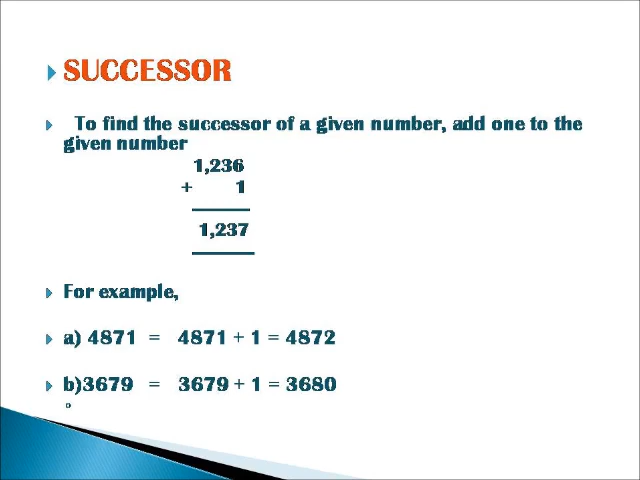 SUCCESSOR
To find the successor of a given number, add one to the
given number
1,236
+ 1
1,237
For example,
a) 4871 = 4871 + 1 = 4872
b)3679 = 3679 + 1 = 3680